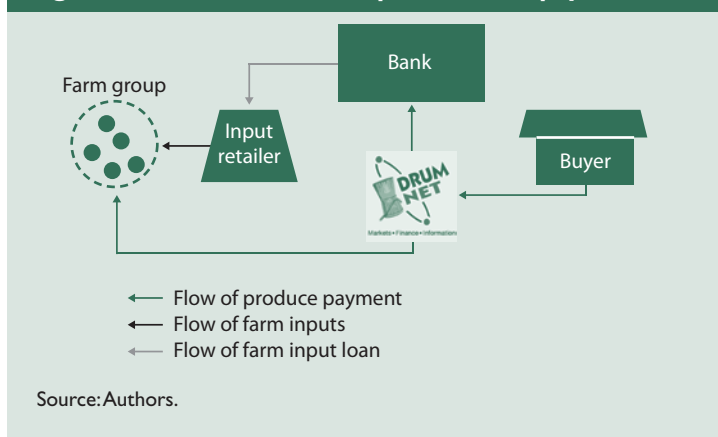 Farm group
Bank
Input
retailer
Buyer
DRUM
NET
Markets•Finance•Information
Flow of produce payment
Flow of farm inputs
Flow of farm input loan
Source: Authors.